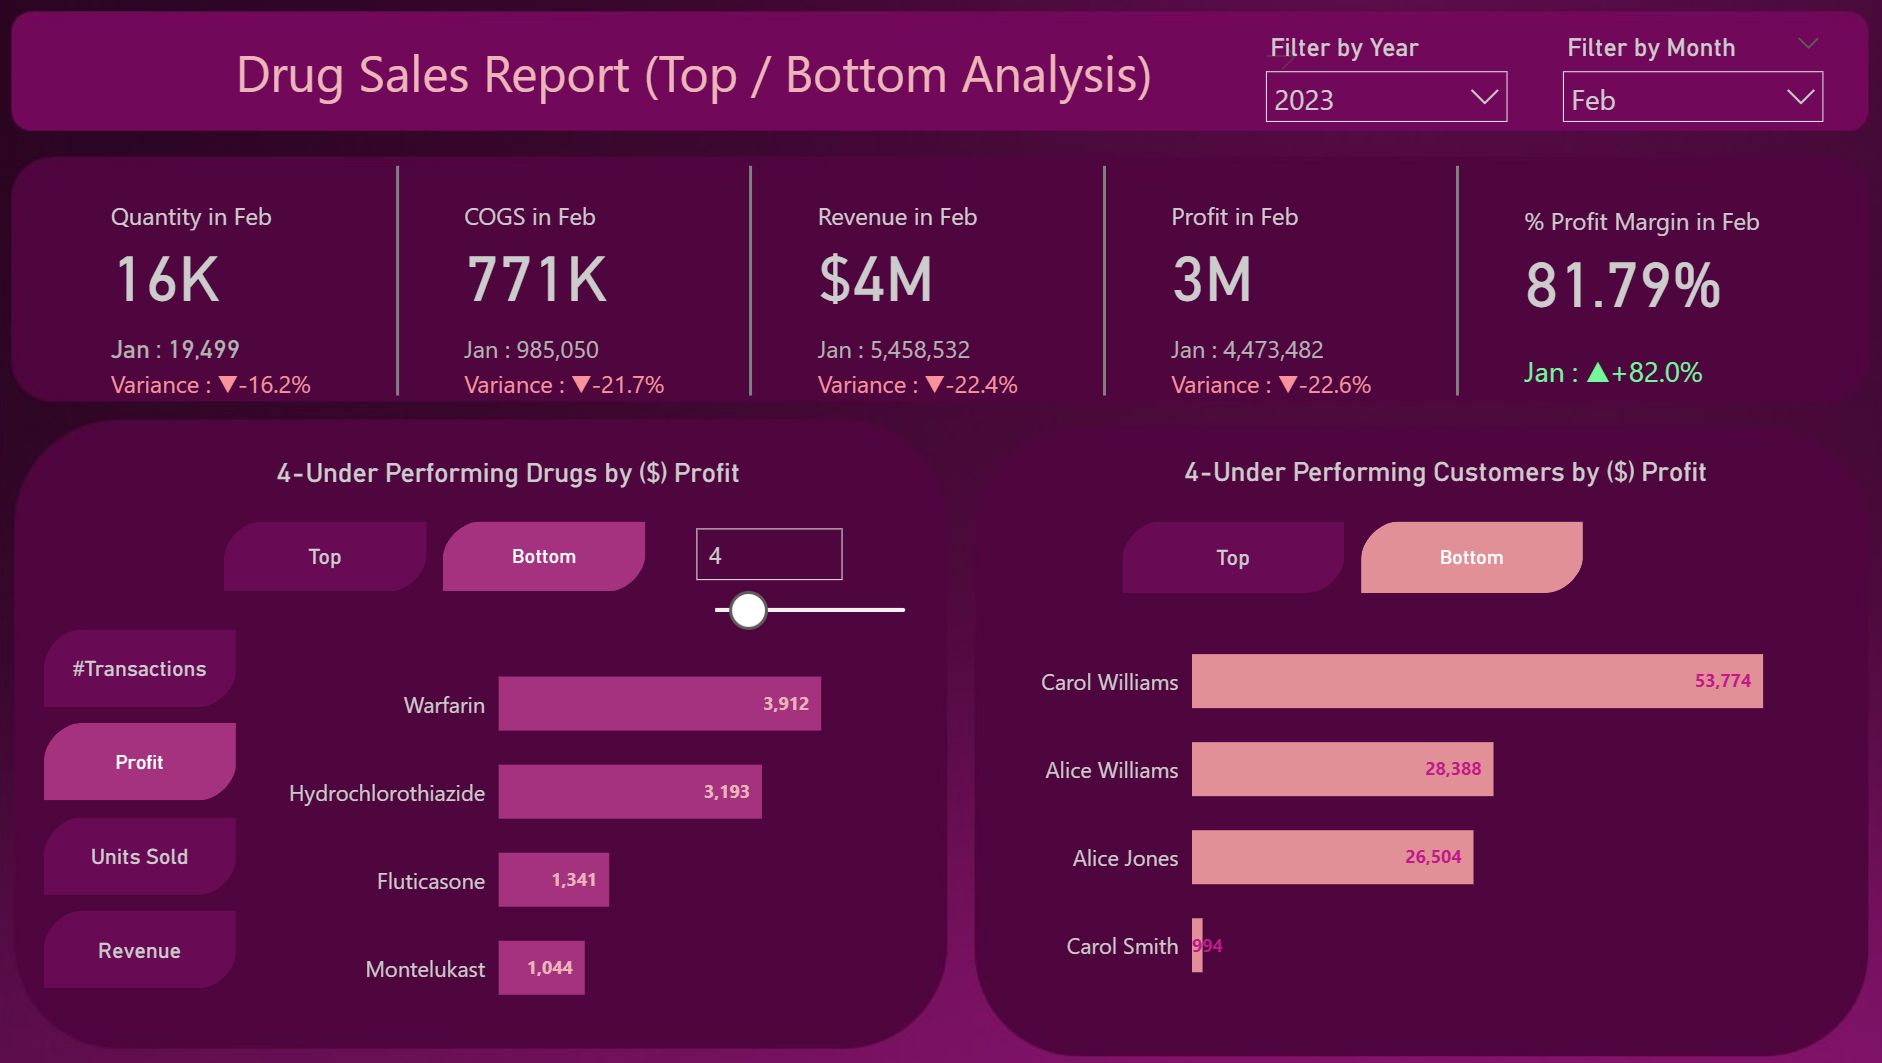 Drug Sales Report (Top / Bottom Analysis)
Filter by Year
2023
Filter by Month
Feb
Quantity in Feb
16K
Jan : 19,499
Variance : ▼-16.2%
COGS in Feb
771K
Jan : 985,050
Variance : ▼-21.7%
Revenue in Feb
$4M
Jan : 5,458,532
Variance : ▼-22.4%
Profit in Feb
3M
Jan : 4,473,482
Variance : ▼-22.6%
% Profit Margin in Feb
81.79%
Jan : ▲+82.0%
4-Under Performing Drugs by ($) Profit
Top
Bottom
4
#Transactions
Profit
Units Sold
Revenue
Warfarin 3,912
Hydrochlorothiazide 3,193
Fluticasone 1,341
Montelukast 1,044
4-Under Performing Customers by ($) Profit
Top
Bottom
Carol Williams 53,774
Alice Williams 28,388
Alice Jones 26,504
Carol Smith 994